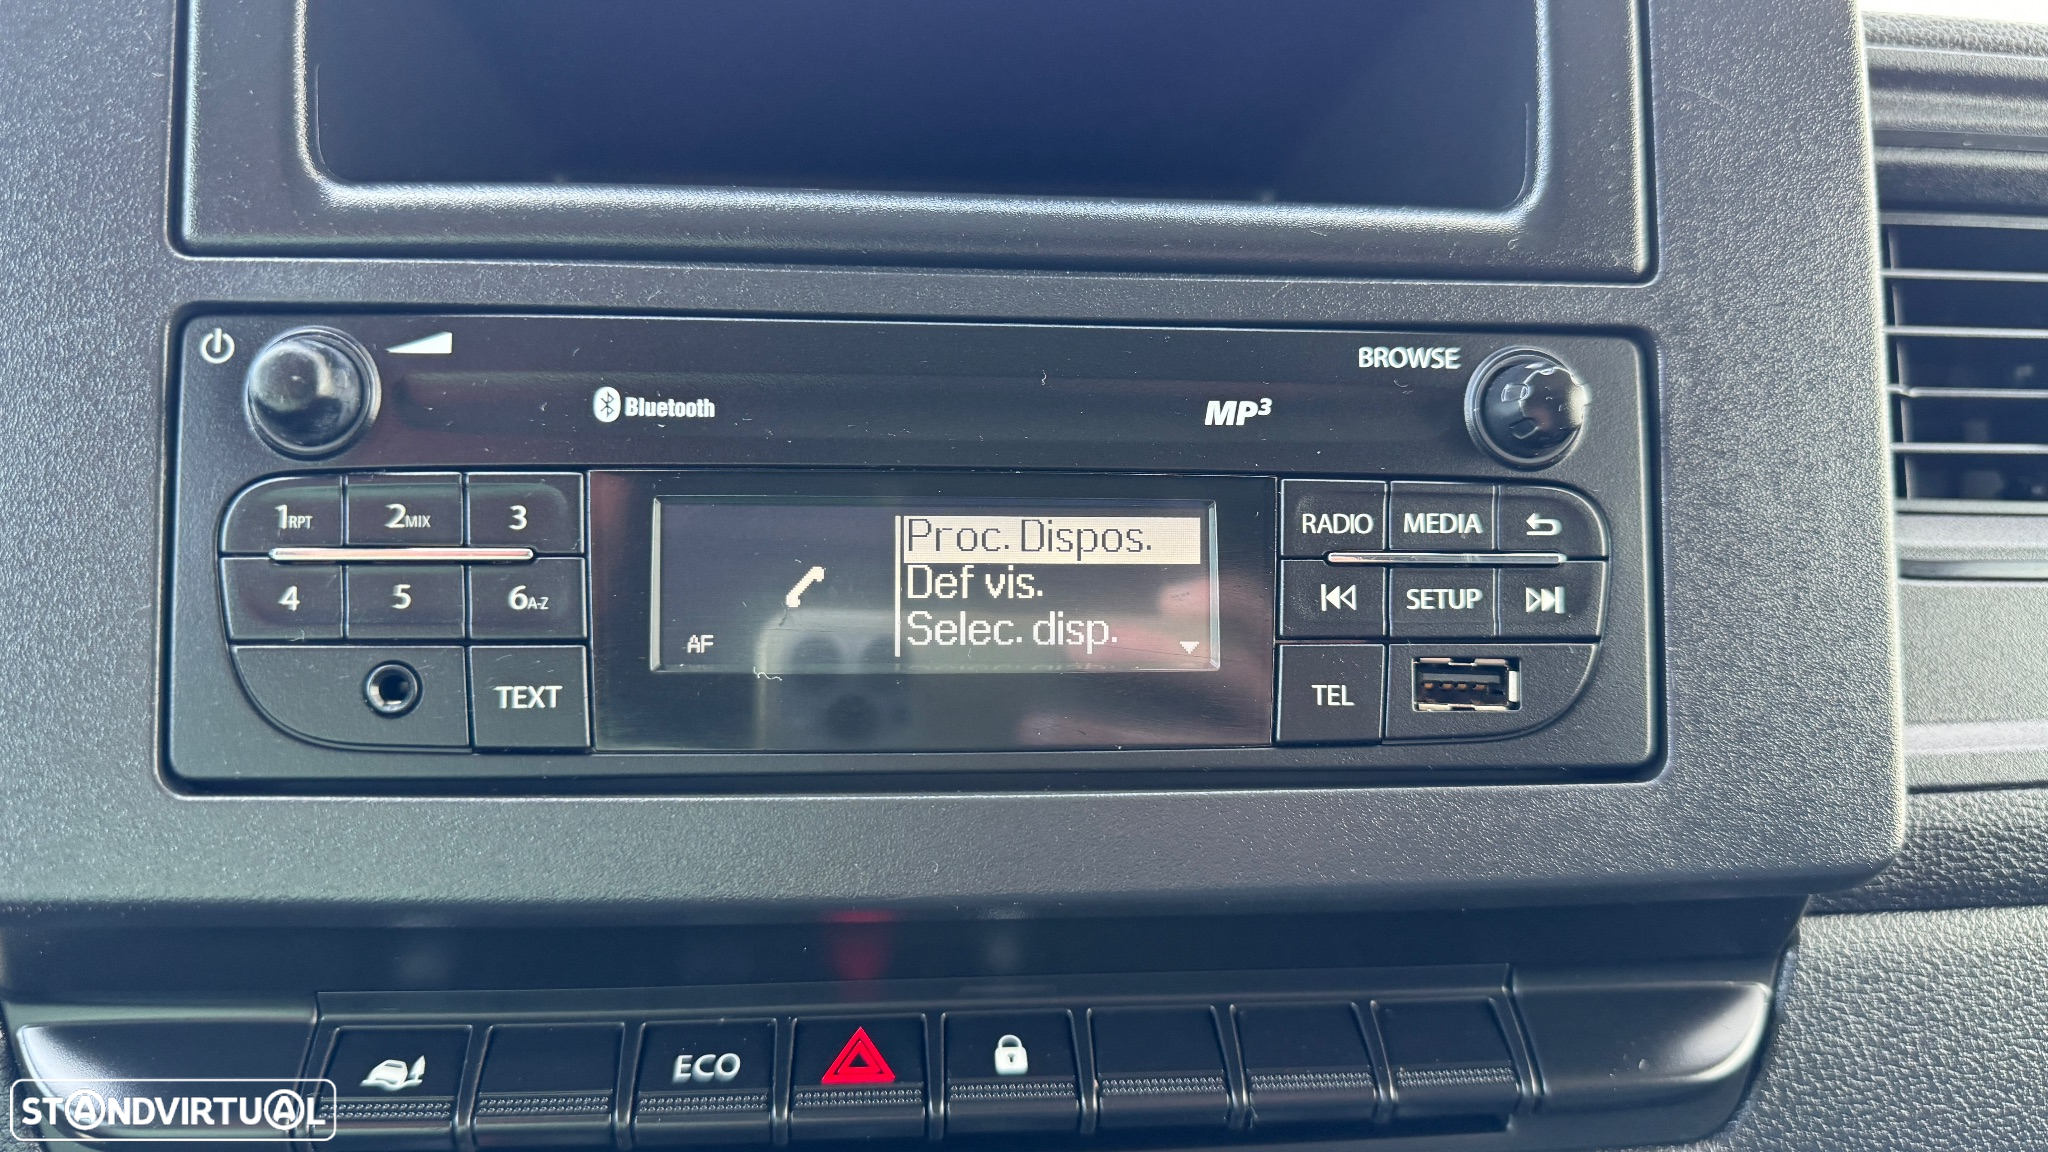 BROWSE
Bluetooth
MP3
1RPT 2MIX 3
RADIO MEDIA
Proc. Dispos.
Def vis.
Selec. disp.
AF
4 5 6A-Z
SETUP
TEXT
TEL
ECO
STANDVIRTUAL